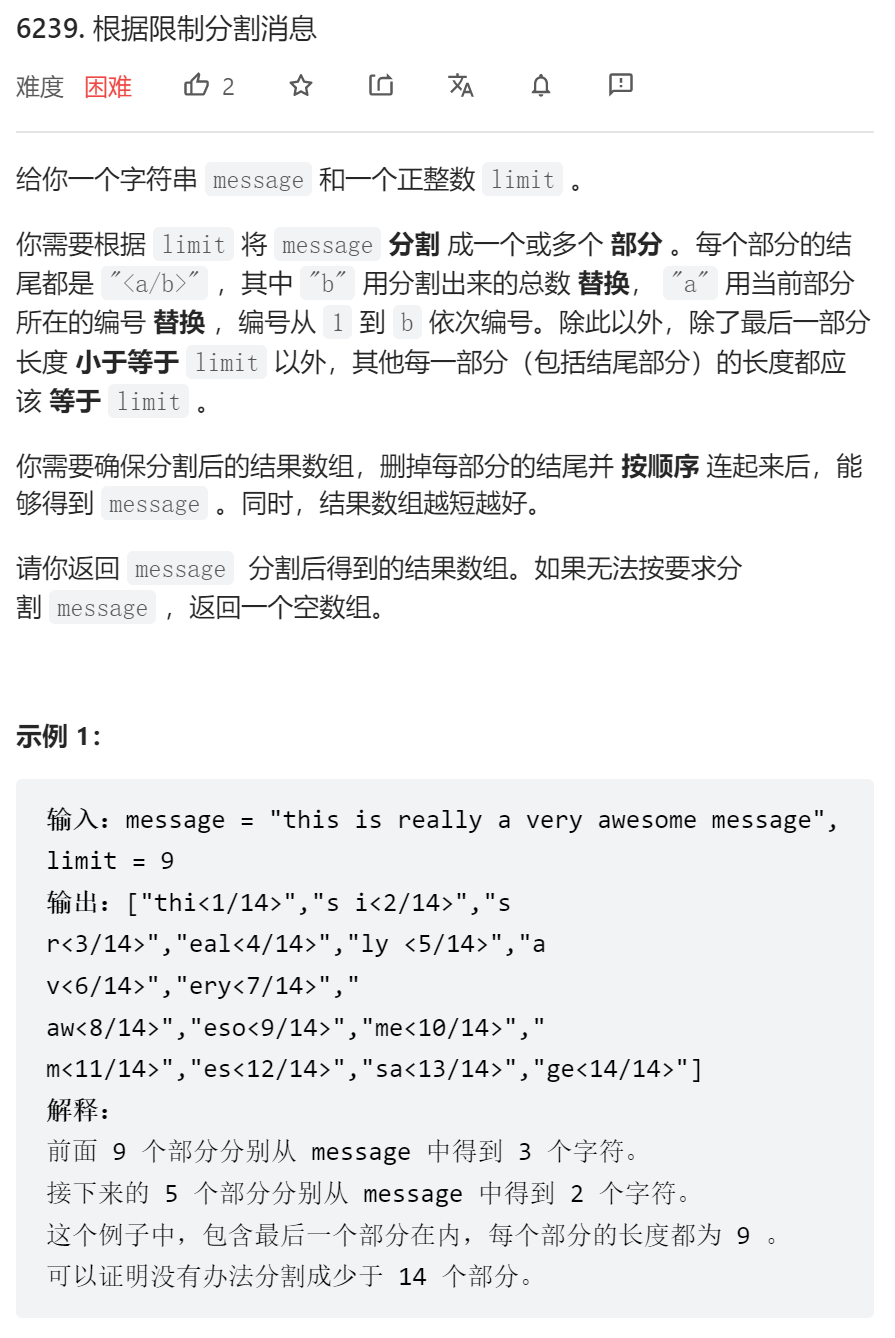 6239. 根据限制分割消息
难度 困难 2
给你一个字符串 message 和一个正整数 limit 。
你需要根据 limit 将 message 分割 成一个或多个 部分 。每个部分的结
尾都是 "<a/b>" ，其中 "b" 用分割出来的总数 替换， "a" 用当前部分
所在的编号 替换 ，编号从 1 到 b 依次编号。除此以外，除了最后一部分
长度 小于等于 limit 以外，其他每一部分（包括结尾部分）的长度都应
该 等于 limit 。
你需要确保分割后的结果数组，删掉每部分的结尾并 按顺序 连起来后，能
够得到 message 。同时，结果数组越短越好。
请你返回 message 分割后得到的结果数组。如果无法按要求分
割 message ，返回一个空数组。
示例 1：
输入：message = "this is really a very awesome message",
limit = 9
输出：["thi<1/14>","s i<2/14>","s
r<3/14>","eal<4/14>","ly <5/14>","a
v<6/14>","ery<7/14>","
aw<8/14>","eso<9/14>","me<10/14>","
m<11/14>","es<12/14>","sa<13/14>","ge<14/14>"]
解释：
前面 9 个部分分别从 message 中得到 3 个字符。
接下来的 5 个部分分别从 message 中得到 2 个字符。
这个例子中，包含最后一个部分在内，每个部分的长度都为 9 。
可以证明没有办法分割成少于 14 个部分。